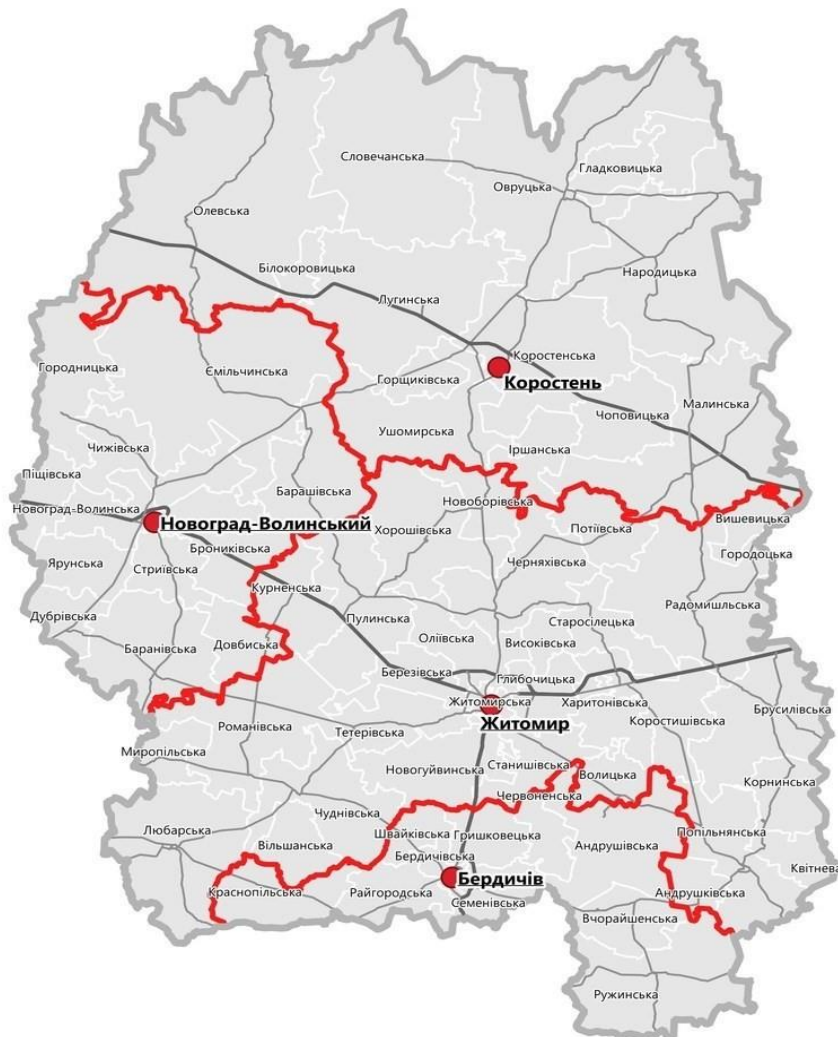 Словечанська
Гладковицька
Овруцька
Олевська
Білокоровицька
Народицька
Лугинська
Коростенська
Городницька
Ємільчинська
Горщиківська
Коростень
Малинська
Чоповицька
Ушомирська
Іршанська
Чижівська
Піщівська
Барашівська
Новоборівська
Новоград-Волинська
Новоград-Волинський
Хорошівська
Потіївська
Вишевицька
Брониківська
Городоцька
Ярунська
Стриївська
Черняхівська
Курненська
Радомишльська
Дубрівська
Пулинська
Старосілецька
Оліївська
Високівська
Баранівська
Довбиська
Березівська
Глибочицька
Житомирська
Харитонівська
Брусилівська
Житомир
Коростишівська
Романівська
Тетерівська
Миропільська
Станишівська
Новогуйвинська
Волицька
Корнинська
Червоненська
Чуднівська
Любарська
Швайківська
Гришковецька
Попільнянська
Вільшанська
Андрушівська
Бердичівська
Квітнева
Бердичів
Краснопільська
Райгородська
Андрушківська
Семенівська
Вчорайшенська
Ружинська